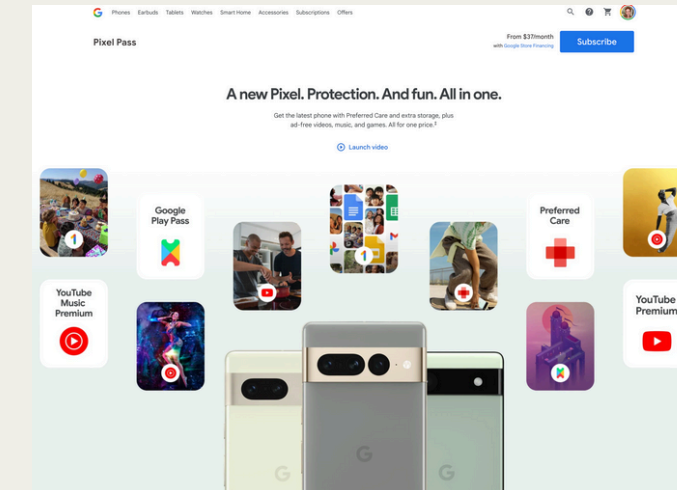 Phones Earbuds Tablets Watches Smart Home Accessories Subscriptions Offers
Pixel Pass
From $37/month
with Google Store Financing
Subscribe
A new Pixel. Protection. And fun. All in one.
Get the latest phone with Preferred Care and extra storage, plus
ad-free videos, music, and games. All for one price.²
Launch video
Google
Play Pass
Preferred
Care
YouTube
Music
Premium
YouTube
Premium